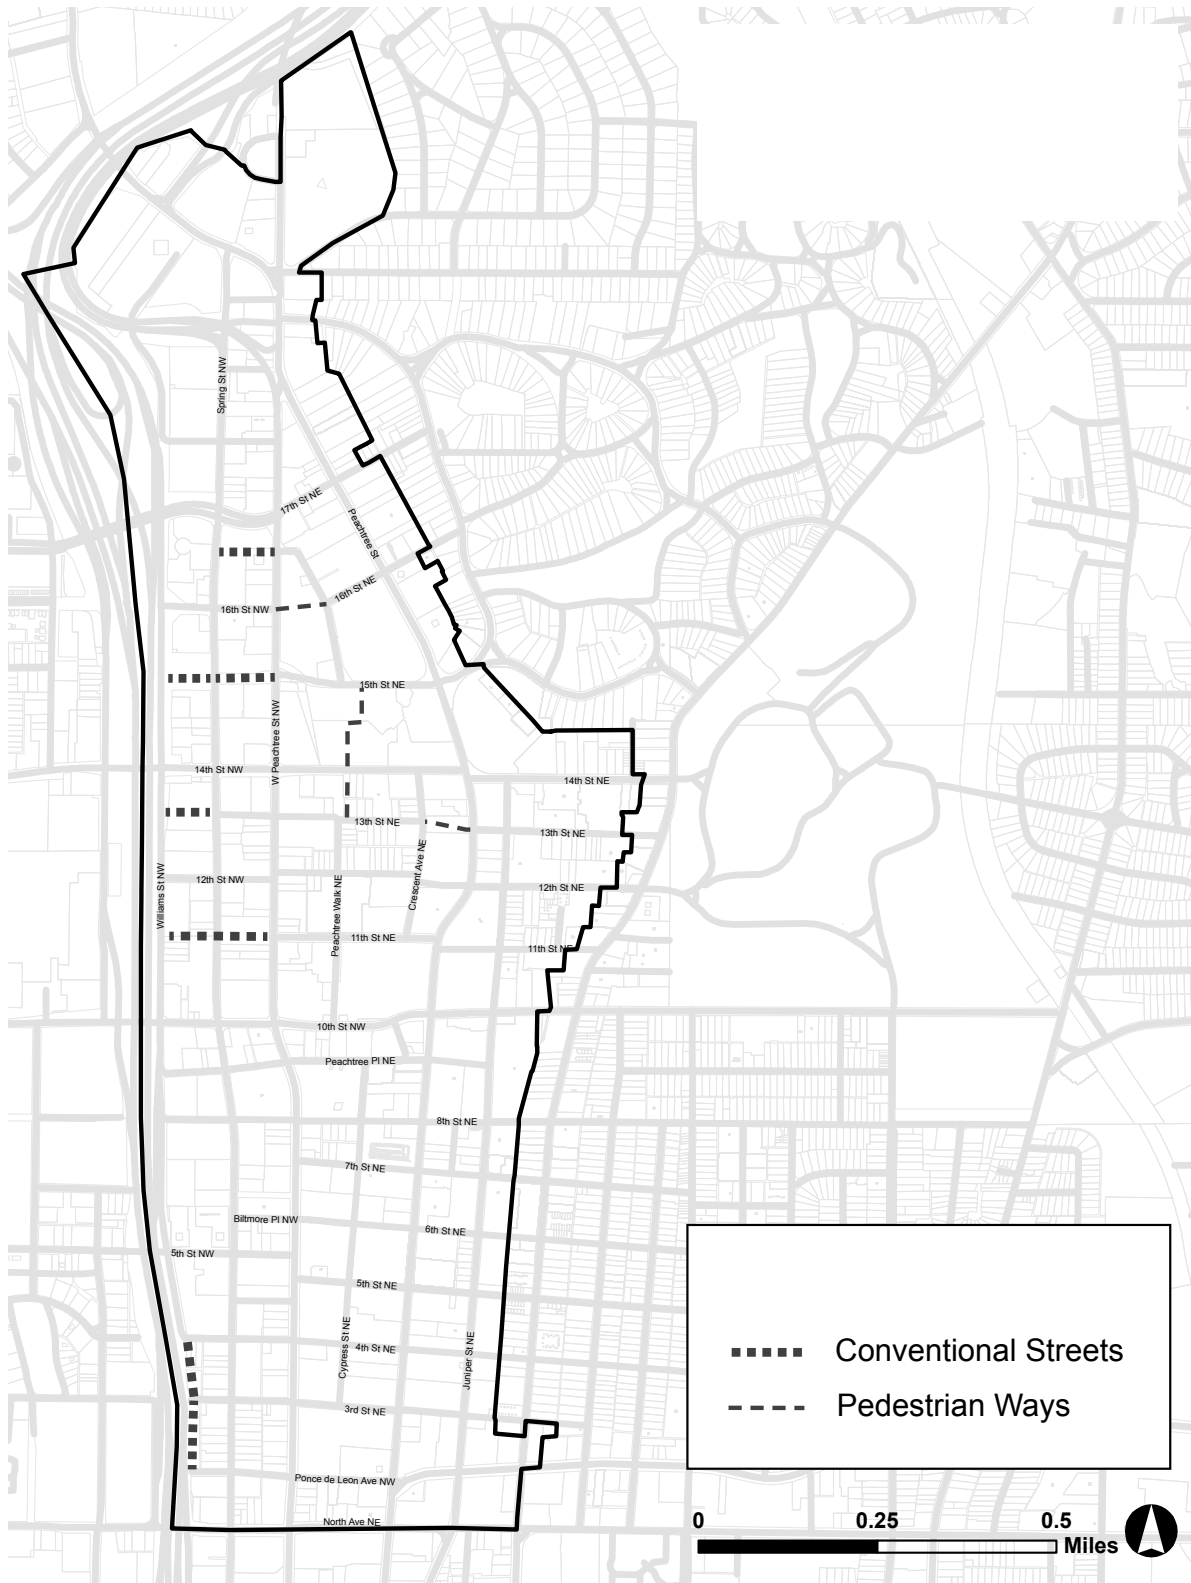 Spring St NW
17th St NE
Peachtree St
16th St NW
16th St NE
15th St NE
W Peachtree St NW
14th St NW
14th St NE
13th St NE
13th St NE
Crescent Ave NE
12th St NW
12th St NE
Williams St NW
Peachtree Walk NE
11th St NE
11th St NE
10th St NW
Peachtree Pl NE
8th St NE
7th St NE
Biltmore Pl NW
6th St NE
5th St NW
5th St NE
Cypress St NE
4th St NE
Juniper St NE
3rd St NE
Ponce de Leon Ave NW
North Ave NE
Conventional Streets
Pedestrian Ways
0 0.25 0.5
Miles